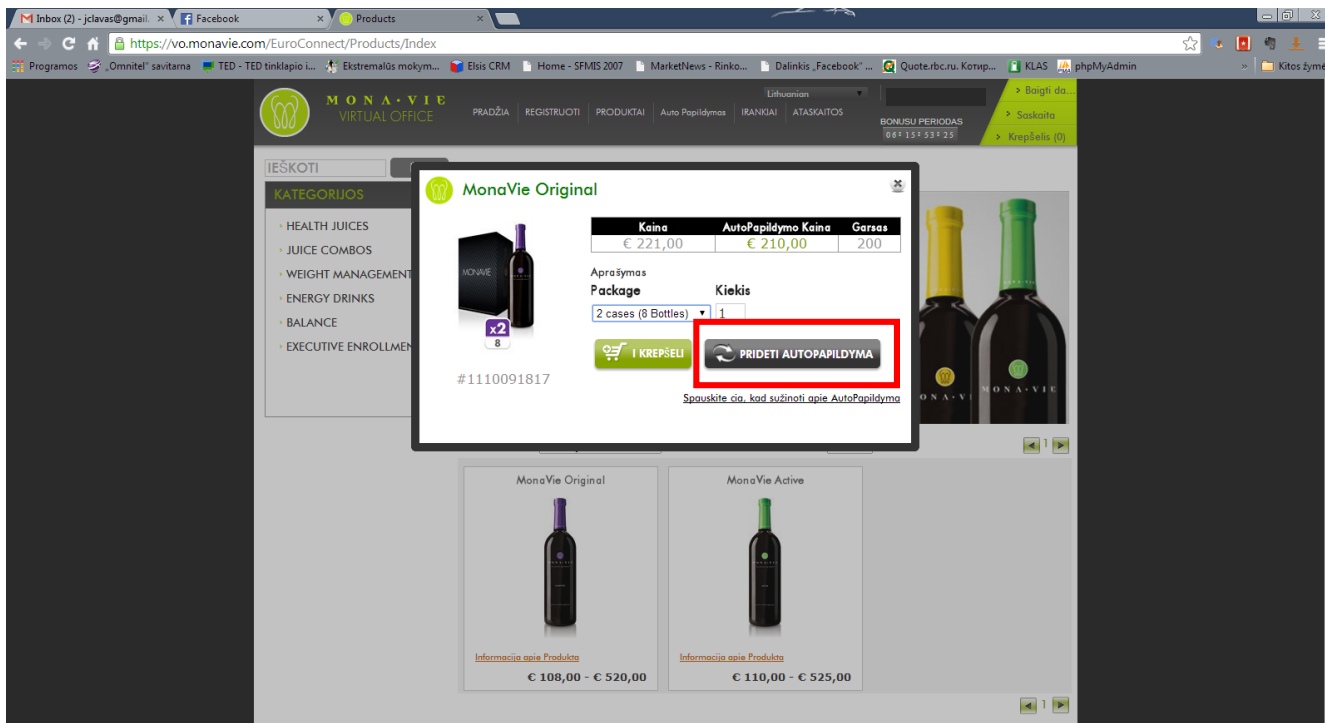 Inbox (2) - jclavas@gmail.
Facebook
Products
https://vo.monavie.com/EuroConnect/Products/Index
Programos
„Omnitel" savitarna
TED - TED tinklapio i...
Ekstremalūs mokym...
Elsis CRM
Home - SFMIS 2007
MarketNews - Rinko...
Dalinkis „Facebook" ...
Quote.rbc.ru. Котир...
KLAS
phpMyAdmin
»
Kitos žymė
MONA·VIE
VIRTUAL OFFICE
Lithuanian
PRADŽIA REGISTRUOTI PRODUKTAI Auto Papildymas IRANKIAI ATASKAITOS
BONUSU PERIODAS
> Baigti da...
> Saskaita
> Krepšelis (0)
IEŠKOTI
KATEGORIJOS
HEALTH JUICES
JUICE COMBOS
WEIGHT MANAGEMENT
ENERGY DRINKS
BALANCE
EXECUTIVE ENROLLMEN
MonaVie Original
Kaina AutoPapildymo Kaina Garsas
€ 221,00 € 210,00 200
Aprašymas
Package Kiekis
2 cases (8 Bottles) 1
MONAVIE
x2
8
I KREPŠELI
PRIDETI AUTOPAPILDYMA
#1110091817
Spauskite cia, kad sužinoti apie AutoPapildyma
MONA·VIE
1
MonaVie Original
MonaVie Active
Informacija apie Produkta
Informacija apie Produkta
€ 108,00 - € 520,00
€ 110,00 - € 525,00
1